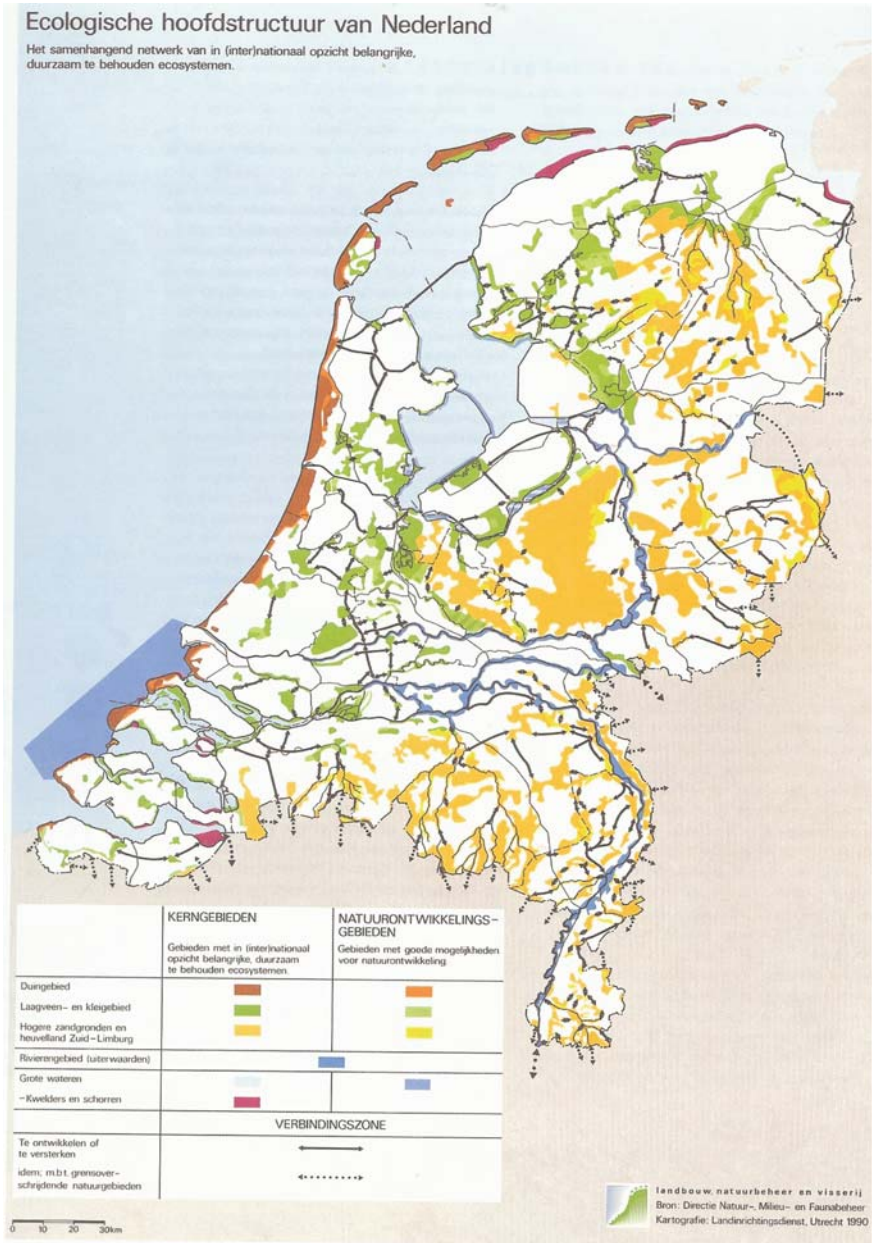 Ecologische hoofdstructuur van Nederland
Het samenhangend netwerk van in (inter)nationaal opzicht belangrijke,
duurzaam te behouden ecosystemen.
KERNGEBIEDEN
Gebieden met in (inter)nationaal
opzicht belangrijke, duurzaam
te behouden ecosystemen.
NATUURONTWIKKELINGS-
GEBIEDEN
Gebieden met goede mogelijkheden
voor natuurontwikkeling
Duingebied
Laagveen- en kleigebied
Hogere zandgronden en
heuvelland Zuid-Limburg
Rivierengebied (uiterwaarden)
Grote wateren
-Kwelders en schorren
VERBINDINGSZONE
Te ontwikkelen of
te versterken
idem; m.b.t. grensover-
schrijdende natuurgebieden
0 10 20 30km
landbouw, natuurbeheer en visserij
Bron: Directie Natuur-, Milieu- en Faunabeheer
Kartografie: Landinrichtingsdienst, Utrecht 1990